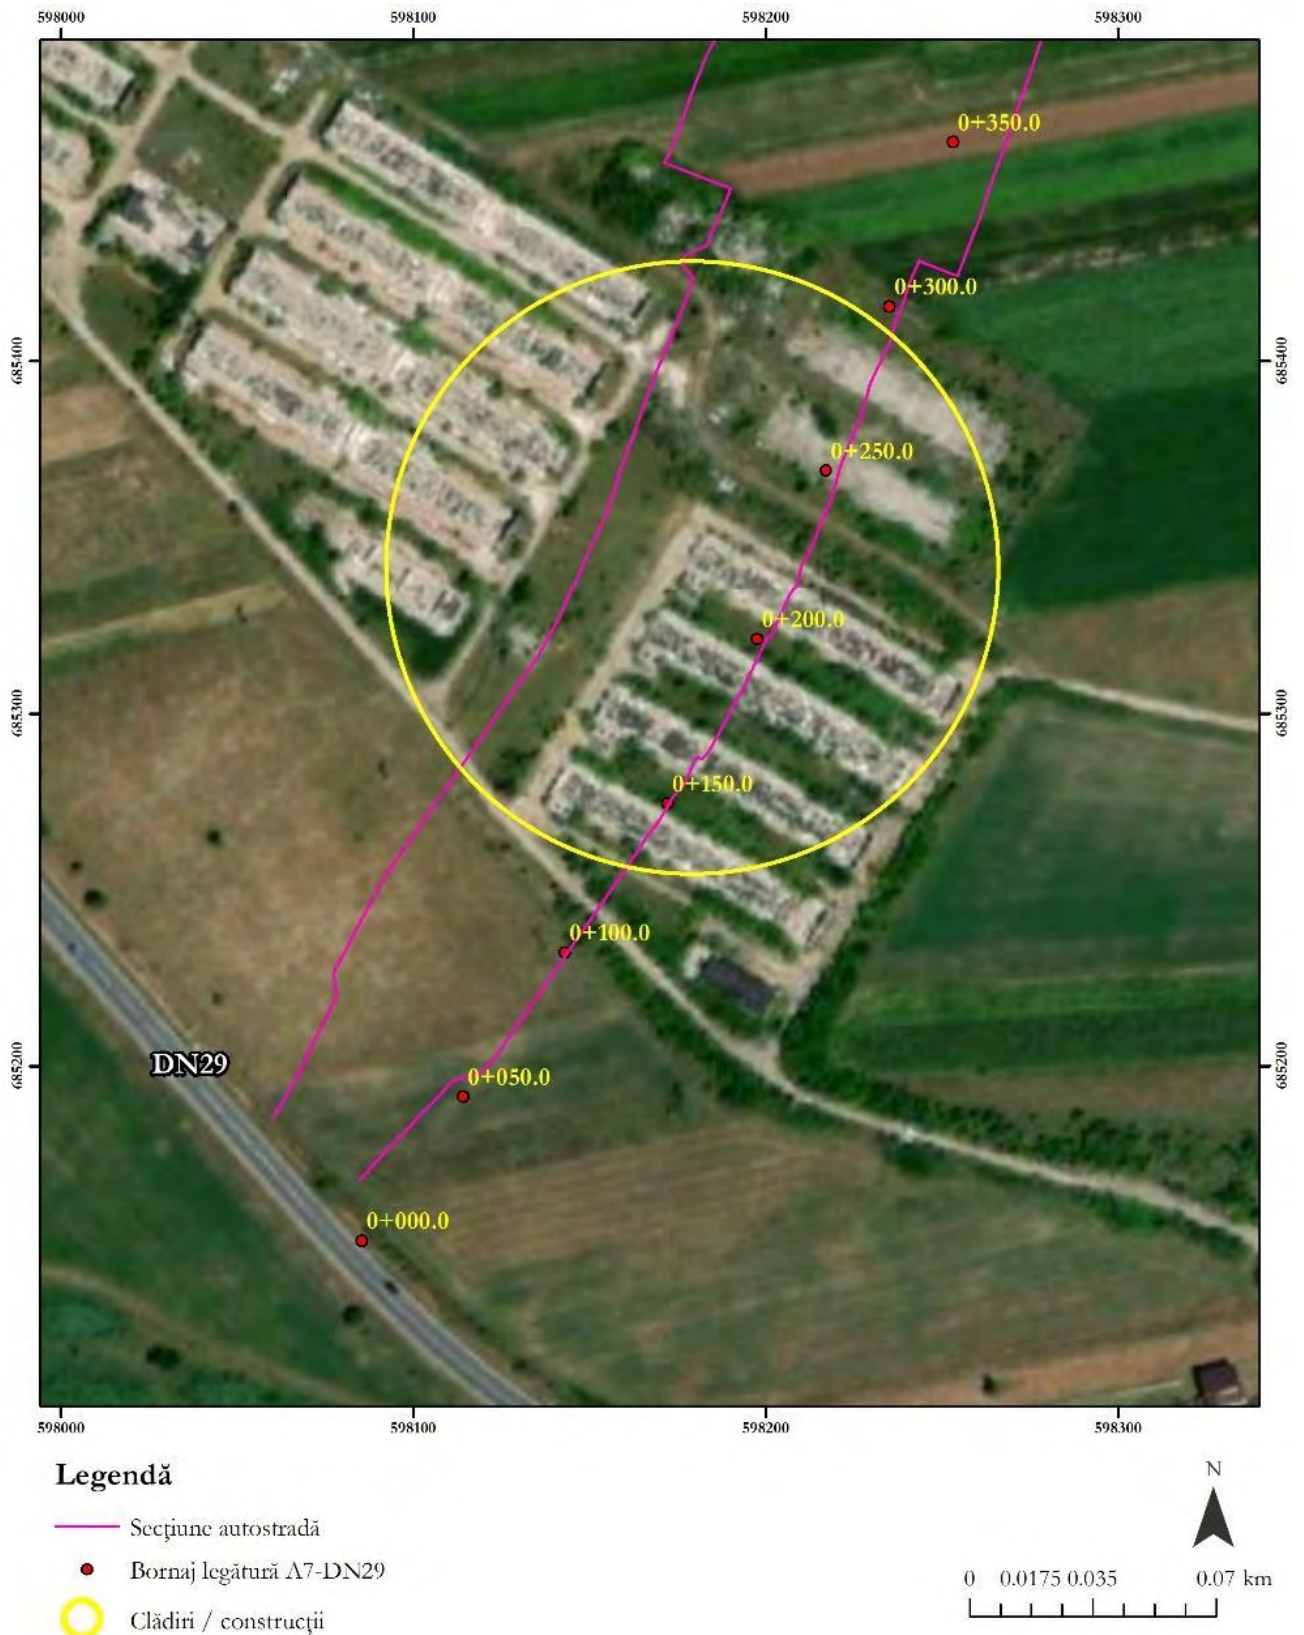 598000 598100 598200 598300
0+350.0
0+300.0
685400 685400
0+250.0
0+200.0
685300 685300
0+150.0
0+100.0
685200 DN29 0+050.0 685200
0+000.0
598000 598100 598200 598300
Legendă
Secțiune autostradă
Bornaj legătură A7-DN29
Clădiri / construcții
N
0 0.0175 0.035 0.07 km